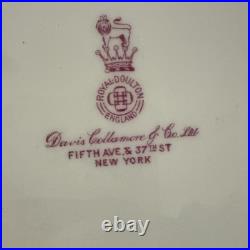 ROYAL DOULTON
ENGLAND
Davis Collamore & Co. Ltd
FIFTH AVE. & 37TH ST
NEW YORK